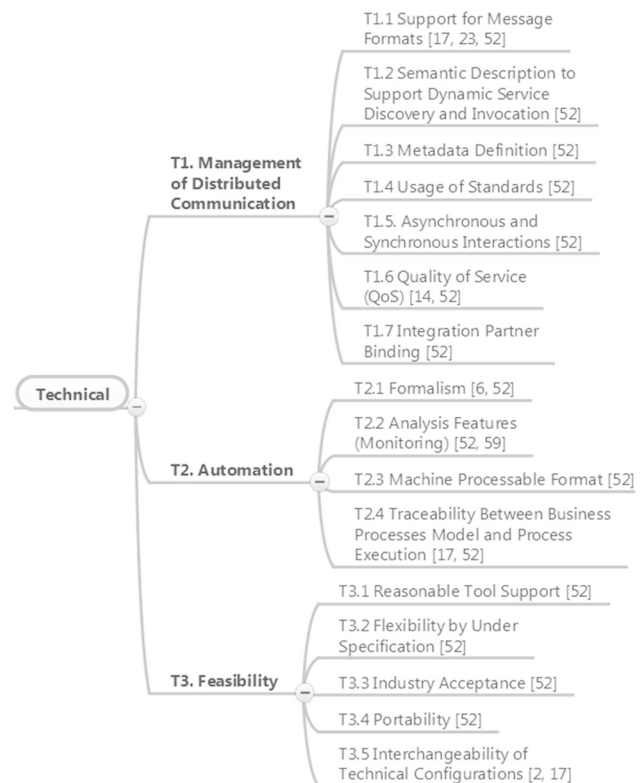 Technical
T1. Management
of Distributed
Communication
T1.1 Support for Message
Formats [17, 23, 52]
T1.2 Semantic Description to
Support Dynamic Service
Discovery and Invocation [52]
T1.3 Metadata Definition [52]
T1.4 Usage of Standards [52]
T1.5. Asynchronous and
Synchronous Interactions [52]
T1.6 Quality of Service
(QoS) [14, 52]
T1.7 Integration Partner
Binding [52]
T2. Automation
T2.1 Formalism [6, 52]
T2.2 Analysis Features
(Monitoring) [52, 59]
T2.3 Machine Processable Format [52]
T2.4 Traceability Between Business
Processes Model and Process
Execution [17, 52]
T3. Feasibility
T3.1 Reasonable Tool Support [52]
T3.2 Flexibility by Under
Specification [52]
T3.3 Industry Acceptance [52]
T3.4 Portability [52]
T3.5 Interchangeability of
Technical Configurations [2, 17]